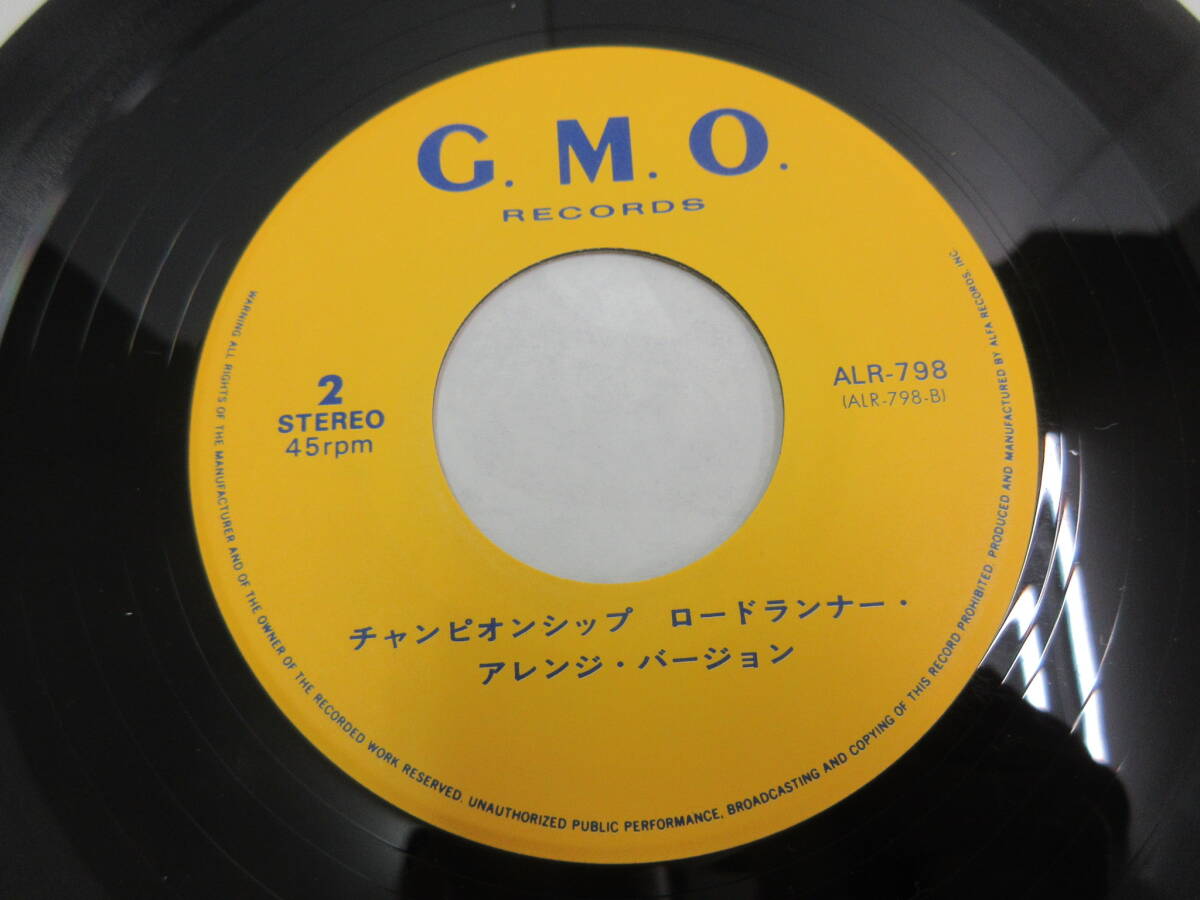 G. M. O.
RECORDS
2
STEREO
45rpm
ALR-798
(ALR-798-B)
チャンピオンシップ ロードランナー・
アレンジ・バージョン
WARNING ALL RIGHTS OF THE MANUFACTURER AND OF THE OWNER OF THE RECORDED WORK RESERVED. UNAUTHORIZED PUBLIC PERFORMANCE, BROADCASTING AND COPYING OF THIS RECORD PROHIBITED. PRODUCED AND MANUFACTURED BY ALFA RECORDS, INC.